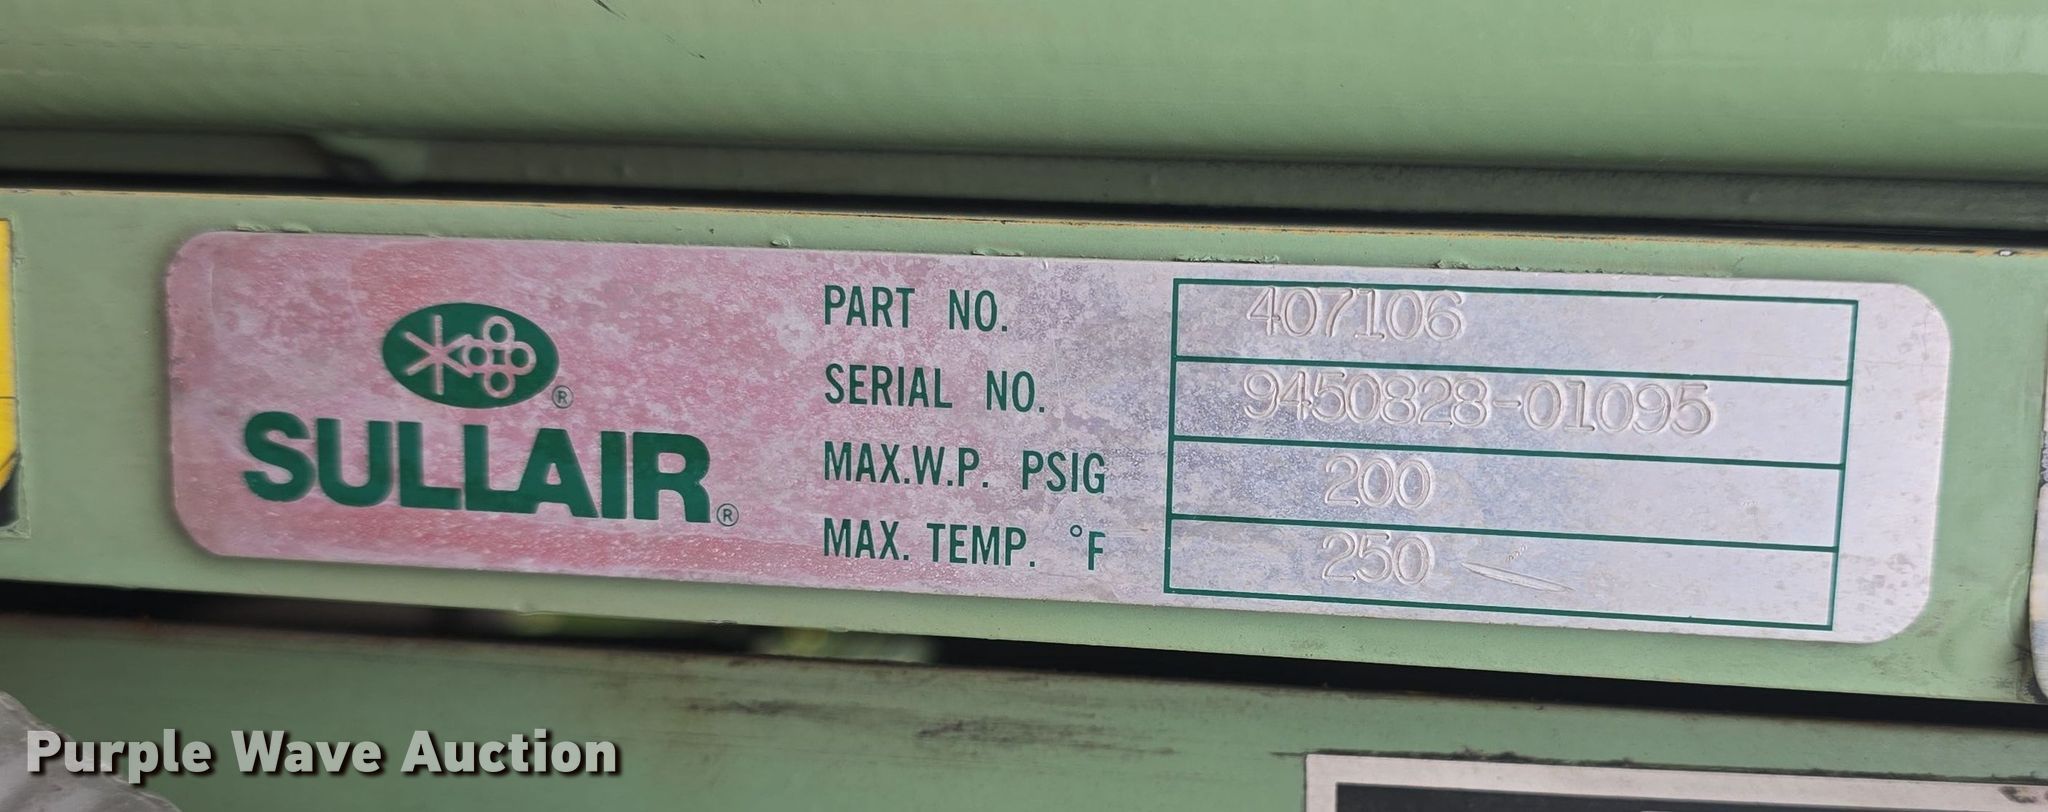 SULLAIR®
®
PART NO. 407106
SERIAL NO. 9450828-01095
MAX.W.P. PSIG 200
MAX. TEMP. °F 250
Purple Wave Auction